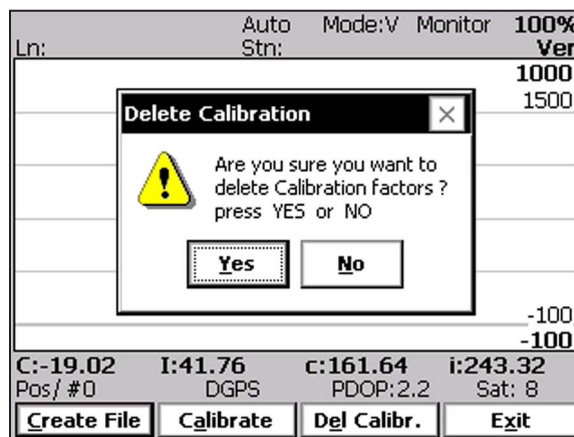 Auto Mode:V Monitor 100%
Ln: Stn: Ver
1000
1500
Delete Calibration
Are you sure you want to
delete Calibration factors ?
press YES or NO
Yes No
-100
-100
C:-19.02 I:41.76 c:161.64 i:243.32
Pos/ #0 DGPS PDOP:2.2 Sat: 8
Create File Calibrate Del Calibr. Exit